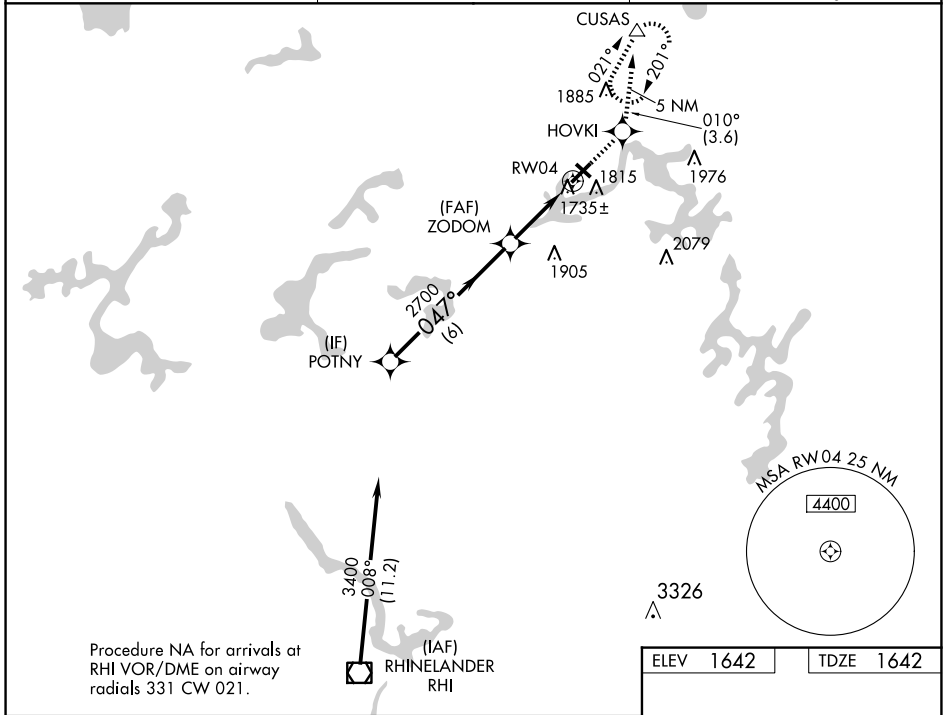 CUSAS
021°
201°
1885
5 NM
010°
(3.6)
HOVKI
RW04
1815
1976
1735±
(FAF)
ZODOM
2079
1905
2700
047°
(6)
(IF)
POTNY
MSA RW04 25 NM
4400
3400
008°
(11.2)
3326
(IAF)
RHINELANDER
RHI
Procedure NA for arrivals at
RHI VOR/DME on airway
radials 331 CW 021.
ELEV 1642
TDZE 1642